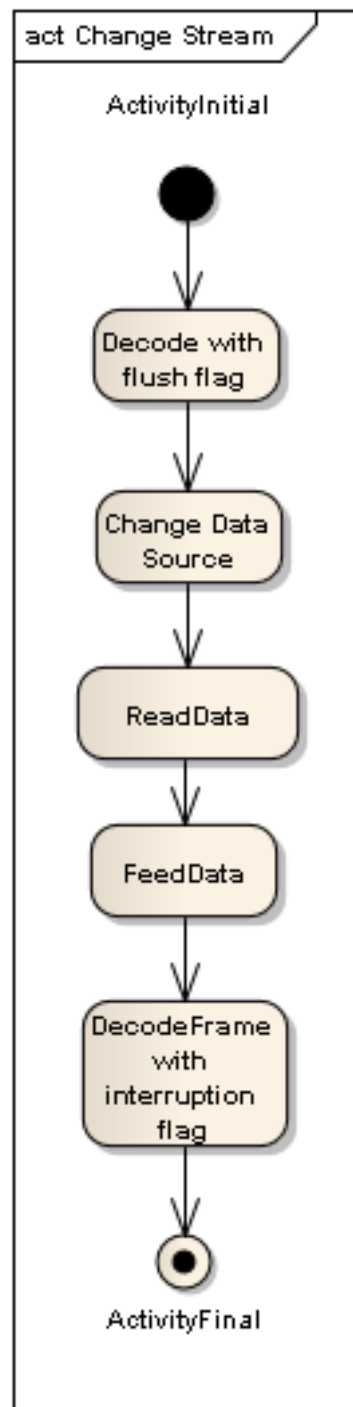 act Change Stream
ActivityInitial
Decode with
flush flag
Change Data
Source
ReadData
FeedData
DecodeFrame
with
interruption
flag
ActivityFinal